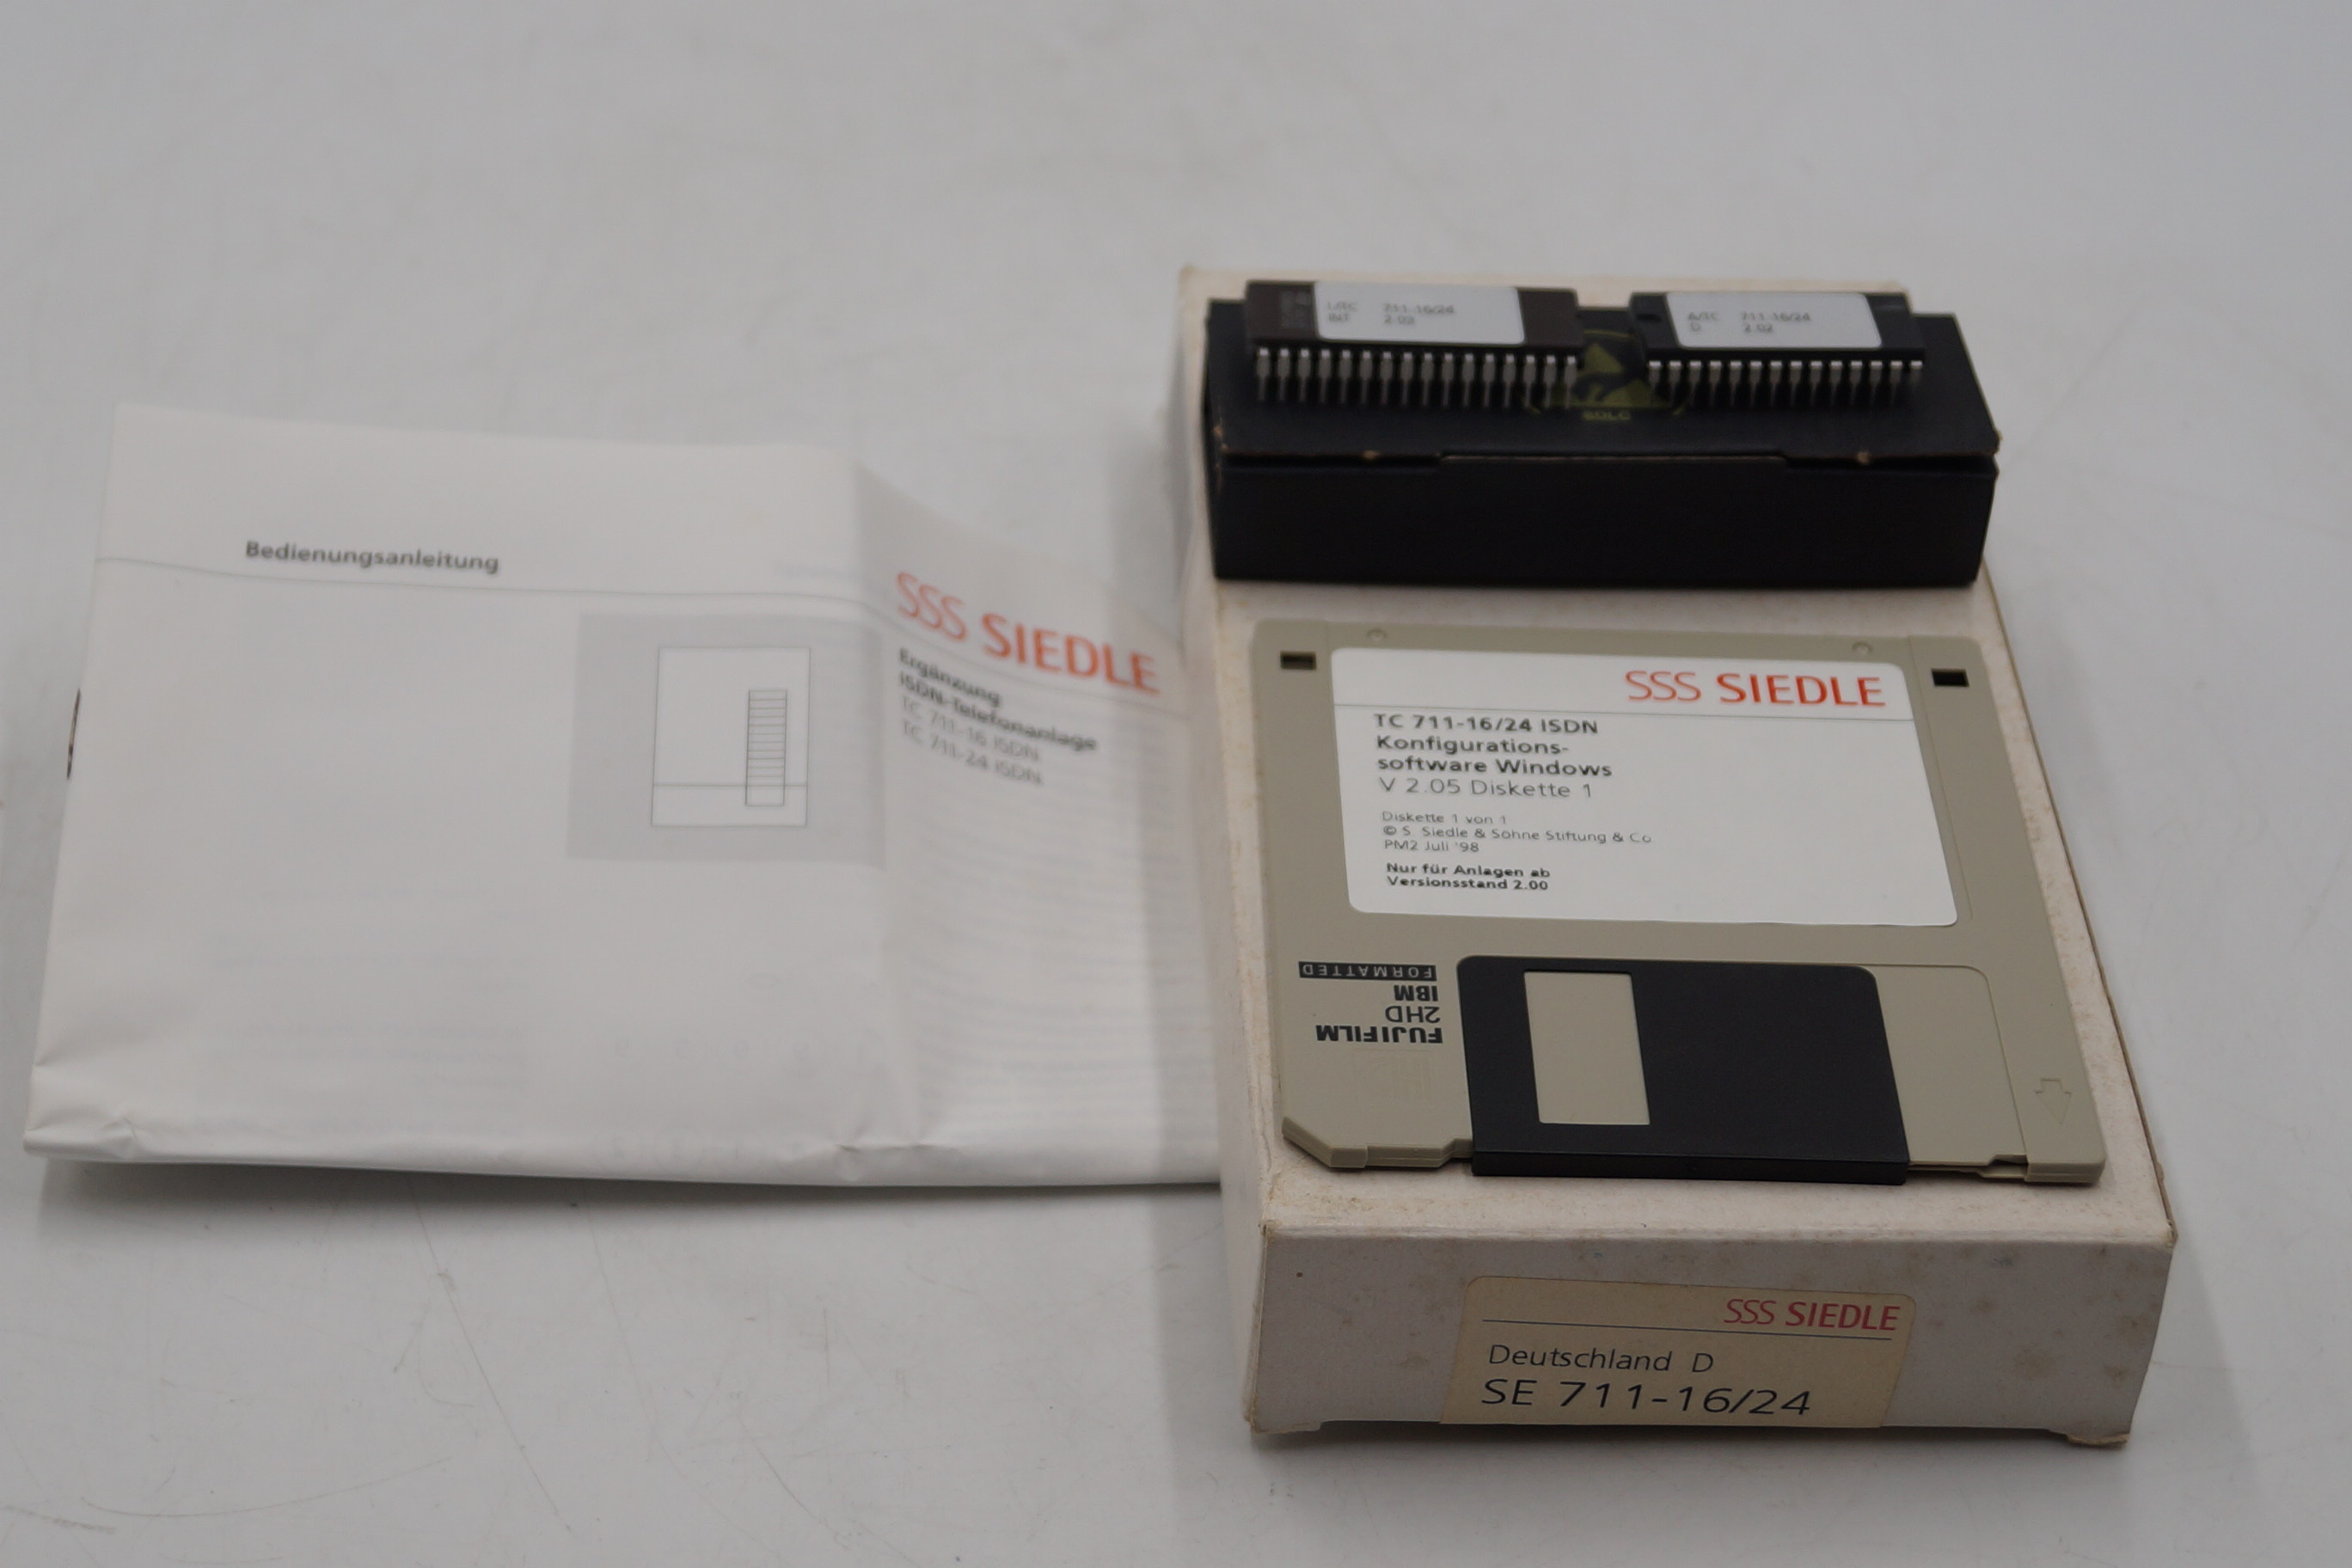 Bedienungsanleitung
SSS SIEDLE
Ergänzung
ISDN-Telefonanlage
TC 711-16 ISDN
TC 711-24 ISDN
711-16/24
INT 2.03
A/TC 711-16/24
D 2.02
SSS SIEDLE
TC 711-16/24 ISDN
Konfigurations-
software Windows
V 2.05 Diskette 1
Diskette 1 von 1
© S. Siedle & Söhne Stiftung & Co
PM2 Juli '98
Nur für Anlagen ab
Versionsstand 2.00
FUJIFILM
2HD
IBM
FORMATTED
SSS SIEDLE
Deutschland D
SE 711-16/24